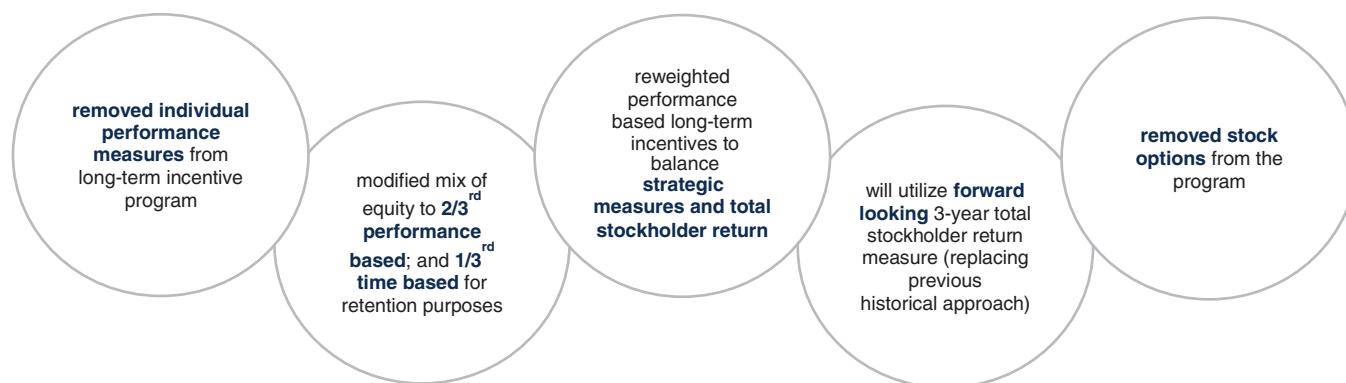 removed individual
performance
measures from
long-term incentive
program
modified mix of
equity to 2/3rd
performance
based; and 1/3rd
time based for
retention purposes
reweighted
performance
based long-term
incentives to
balance
strategic
measures and total
stockholder return
will utilize forward
looking 3-year total
stockholder return
measure (replacing
previous
historical approach)
removed stock
options from the
program